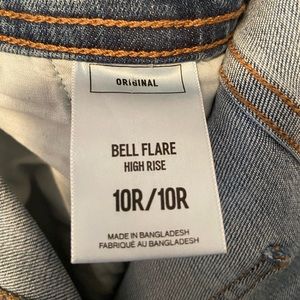 ORIGINAL
BELL FLARE
HIGH RISE
10R/10R
MADE IN BANGLADESH
FABRIQUÉ AU BANGLADESH